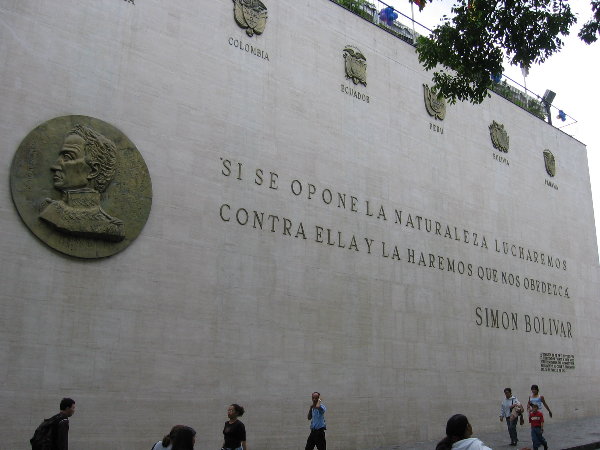 COLOMBIA
ECUADOR
PERU
BOLIVIA
PANAMA
"SI SE OPONE LA NATURALEZA LUCHAREMOS
CONTRA ELLA Y LA HAREMOS QUE NOS OBEDEZCA.
SIMON BOLIVAR